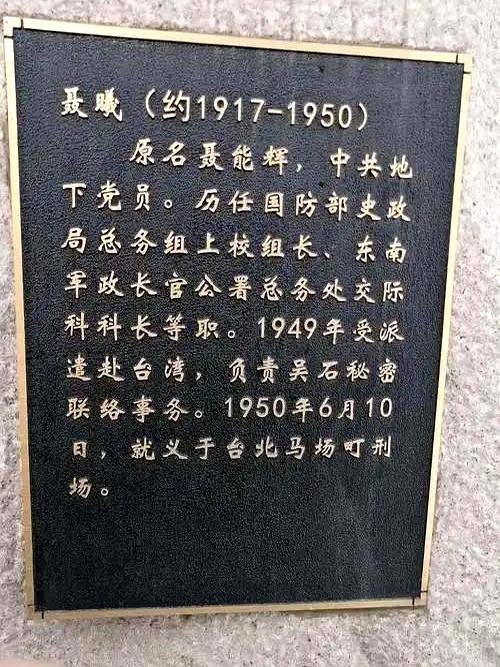 聂曦（约1917-1950）
原名聂能辉，中共地
下党员。历任国防部史政
局总务组上校组长、东南
军政长官公署总务处交际
科科长等职。1949年受派
遣赴台湾，负责吴石秘密
联络事务。1950年6月10
日，就义于台北马场町刑
场。